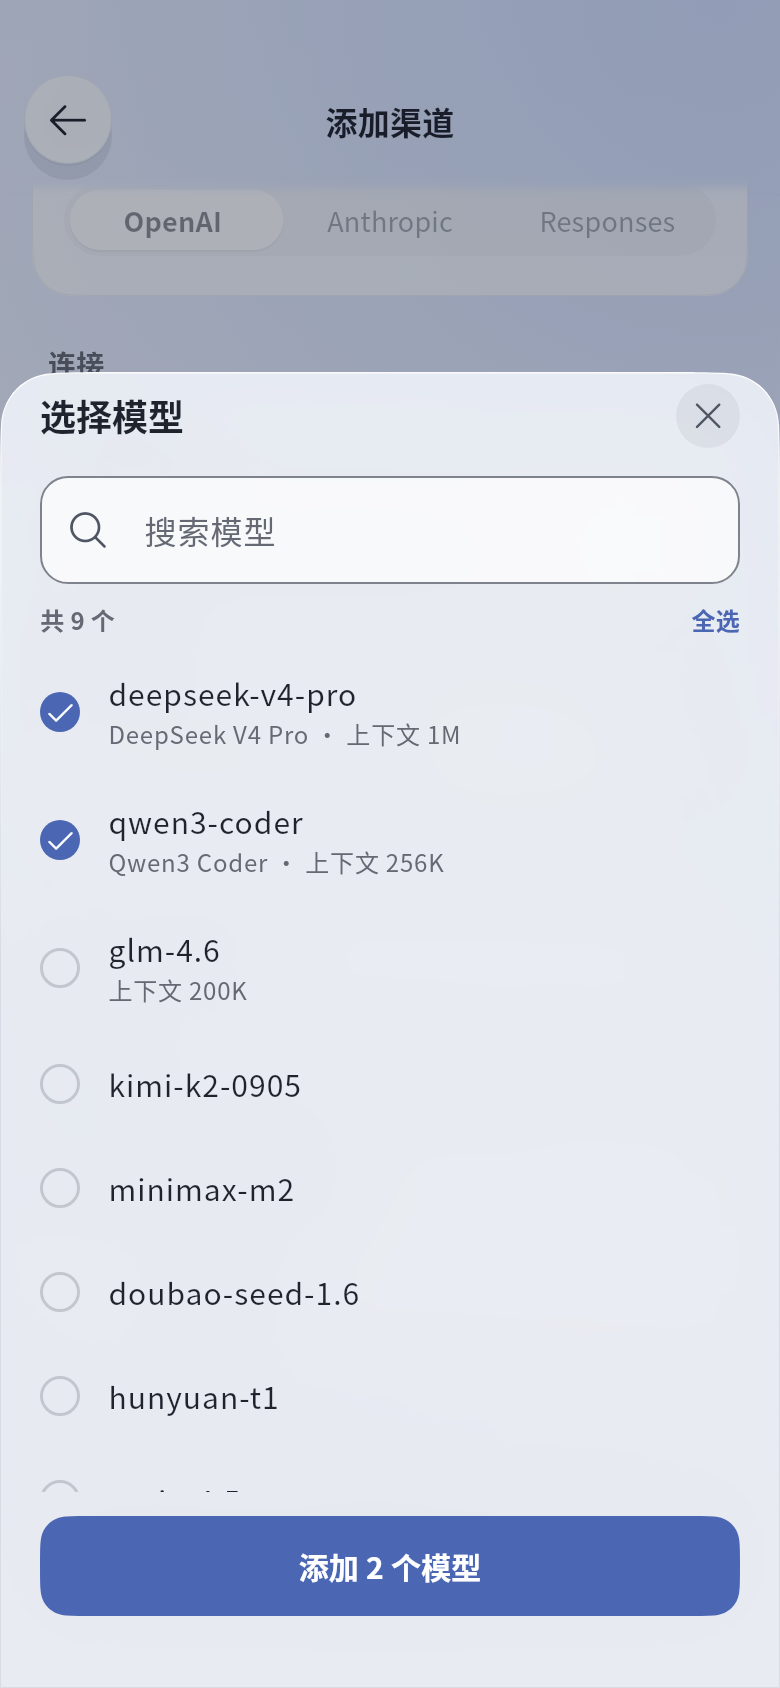 添加渠道
OpenAI
Anthropic
Responses
连接
选择模型
搜索模型
共 9 个
全选
deepseek-v4-pro
DeepSeek V4 Pro · 上下文 1M
qwen3-coder
Qwen3 Coder · 上下文 256K
glm-4.6
上下文 200K
kimi-k2-0905
minimax-m2
doubao-seed-1.6
hunyuan-t1
添加 2 个模型